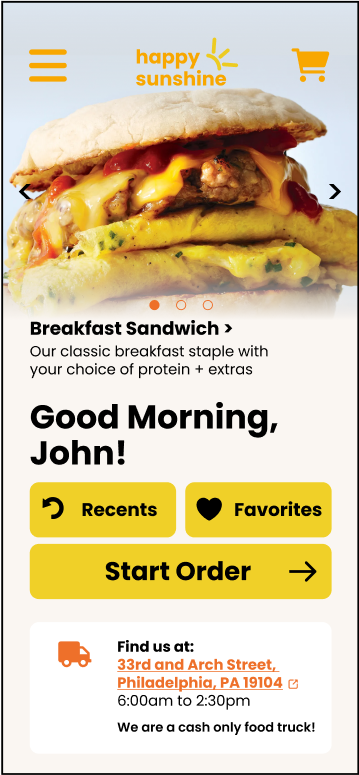 happy
sunshine
Breakfast Sandwich >
Our classic breakfast staple with
your choice of protein + extras
Good Morning,
John!
Recents
Favorites
Start Order
Find us at:
33rd and Arch Street,
Philadelphia, PA 19104
6:00am to 2:30pm
We are a cash only food truck!